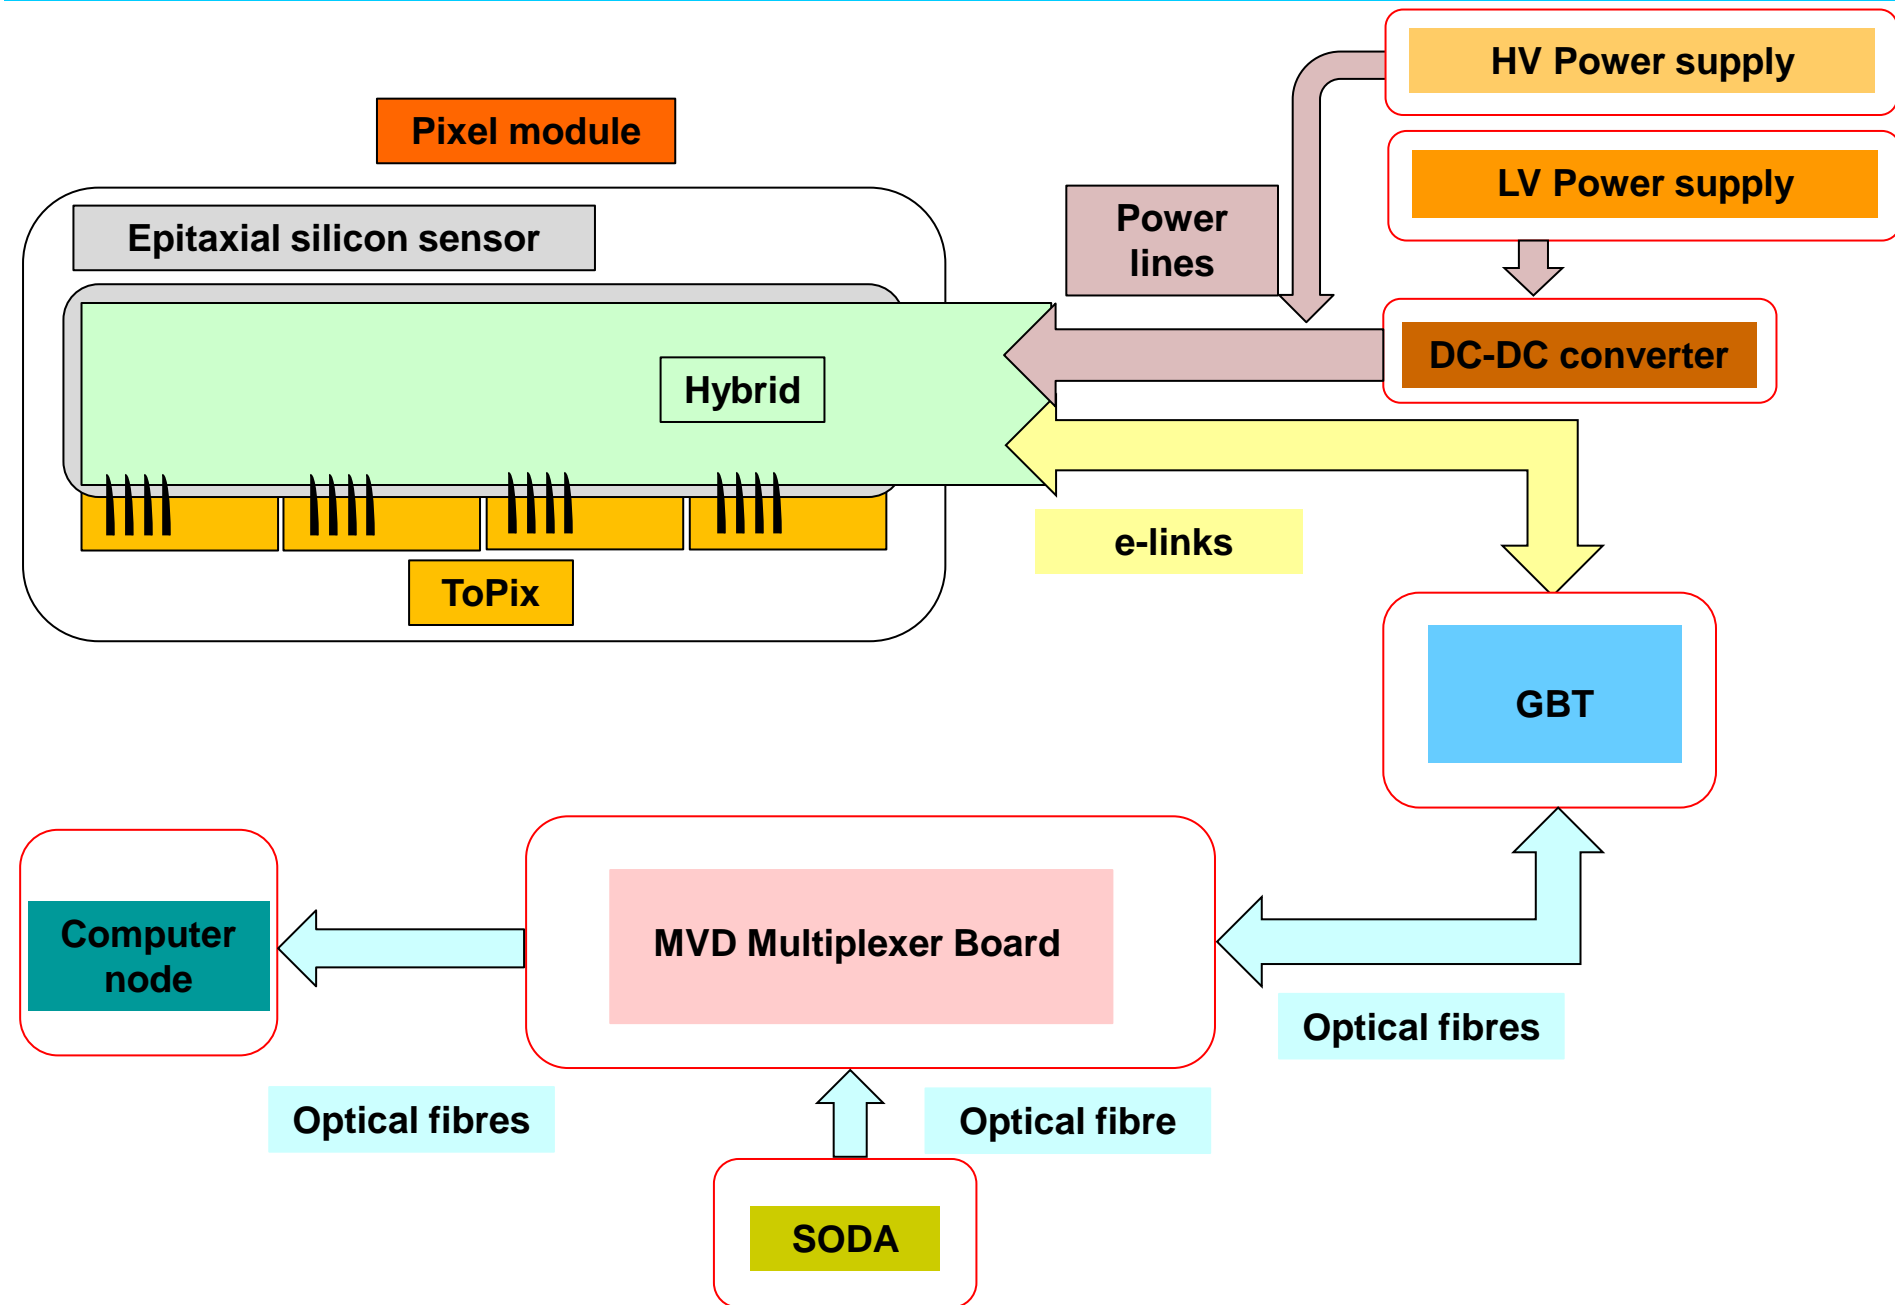 HV Power supply
Pixel module
LV Power supply
Epitaxial silicon sensor
Power
lines
DC-DC converter
Hybrid
e-links
ToPix
GBT
Computer
node
MVD Multiplexer Board
Optical fibres
Optical fibres
Optical fibre
SODA